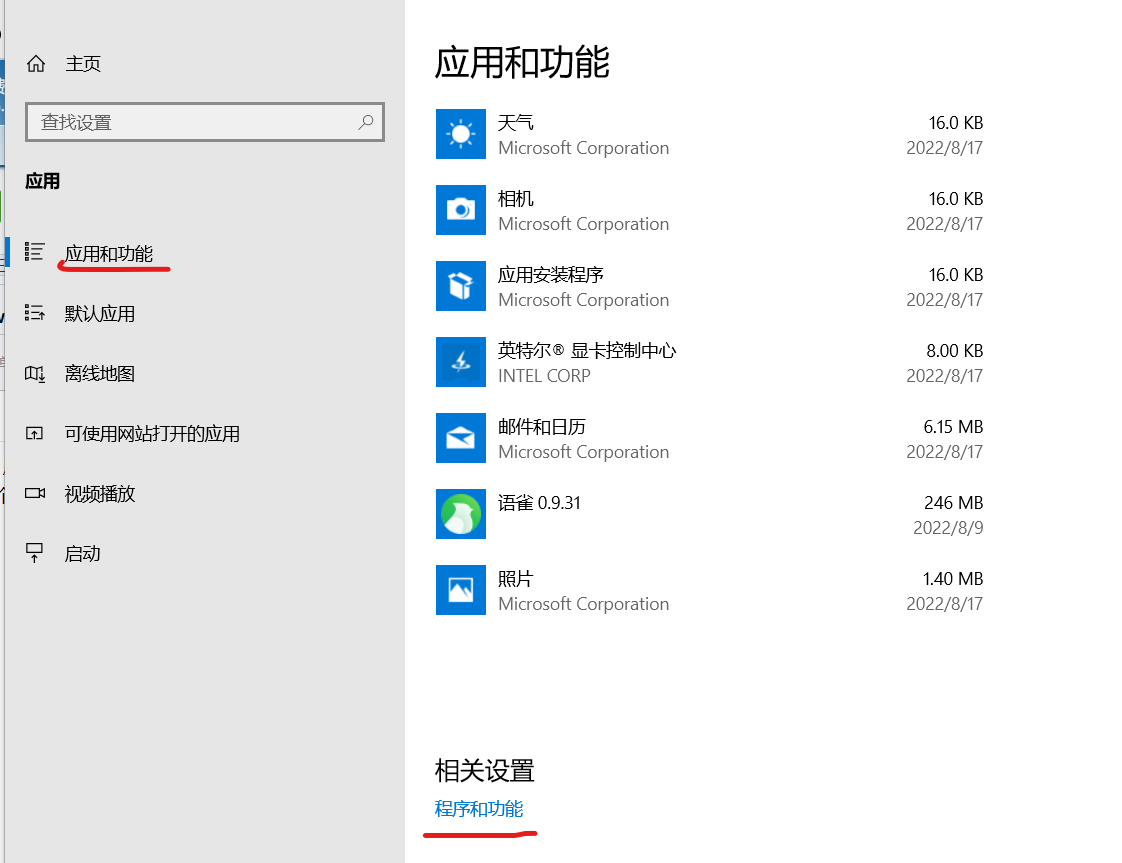 主页
查找设置
应用
应用和功能
默认应用
离线地图
可使用网站打开的应用
视频播放
启动
应用和功能
天气
16.0 KB
Microsoft Corporation
2022/8/17
相机
16.0 KB
Microsoft Corporation
2022/8/17
应用安装程序
16.0 KB
Microsoft Corporation
2022/8/17
英特尔® 显卡控制中心
8.00 KB
INTEL CORP
2022/8/17
邮件和日历
6.15 MB
Microsoft Corporation
2022/8/17
语雀 0.9.31
246 MB
2022/8/9
照片
1.40 MB
Microsoft Corporation
2022/8/17
相关设置
程序和功能